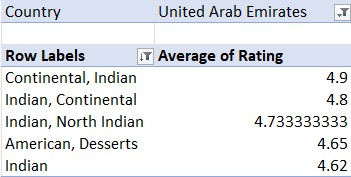 Country United Arab Emirates
Row Labels Average of Rating
Continental, Indian 4.9
Indian, Continental 4.8
Indian, North Indian 4.733333333
American, Desserts 4.65
Indian 4.62